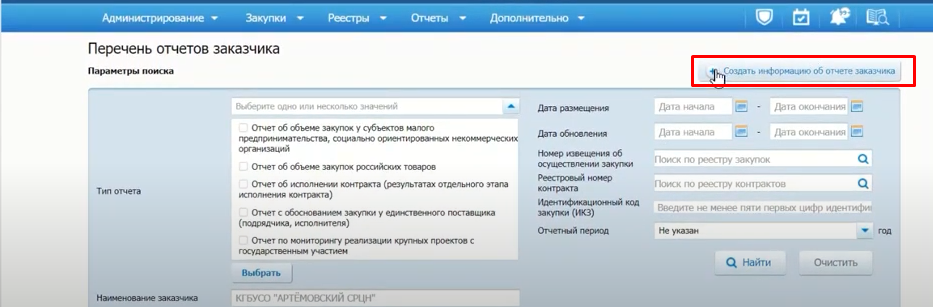 Администрирование Закупки Реестры Отчеты Дополнительно
Перечень отчетов заказчика
Параметры поиска
Создать информацию об отчете заказчика
Выберите одно или несколько значений
Отчет об объеме закупок у субъектов малого
предпринимательства, социально ориентированных некоммерческих
организаций
Отчет об объеме закупок российских товаров
Тип отчета
Отчет об исполнении контракта (результатах отдельного этапа
исполнения контракта)
Отчет с обоснованием закупки у единственного поставщика
(подрядчика, исполнителя)
Отчет по мониторингу реализации крупных проектов с
государственным участием
Выбрать
Наименование заказчика КГБУСО "АРТЁМОВСКИЙ СРЦН"
Дата размещения Дата начала - Дата окончания
Дата обновления Дата начала - Дата окончания
Номер извещения об
осуществлении закупки
Поиск по реестру закупок
Реестровый номер
контракта
Поиск по реестру контрактов
Идентификационный код
закупки (ИКЗ)
Введите не менее пяти первых цифр идентифи
Отчетный период Не указан год
Найти Очистить